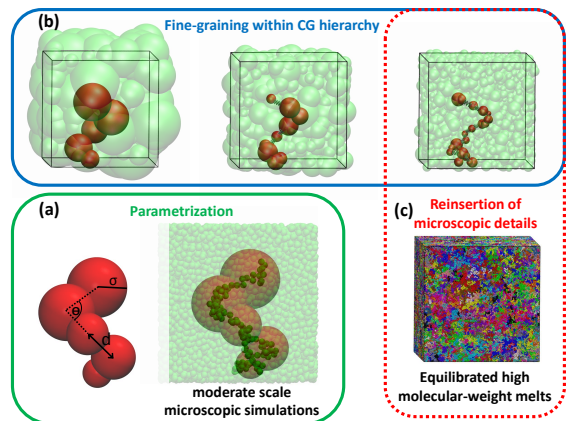 (b)
Fine-graining within CG hierarchy
(a)
Parametrization
σ
Θ
d
moderate scale
microscopic simulations
(c)
Reinsertion of
microscopic details
Equilibrated high
molecular-weight melts